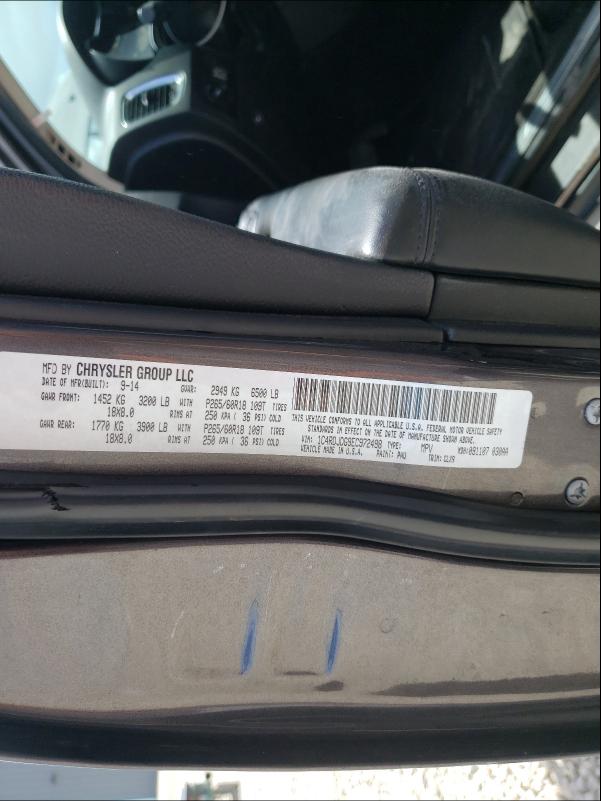 MFD BY CHRYSLER GROUP LLC
DATE OF MFR(BUILT): 9-14 GVWR: 2949 KG 6500 LB
GAWR FRONT: 1452 KG 3200 LB WITH P265/60R18 109T TIRES
18X8.0 RIMS AT 250 KPA ( 36 PSI) COLD
GAWR REAR: 1770 KG 3900 LB WITH P265/60R18 109T TIRES
18X8.0 RIMS AT 250 KPA ( 36 PSI) COLD
THIS VEHICLE CONFORMS TO ALL APPLICABLE U.S.A. FEDERAL MOTOR VEHICLE SAFETY
STANDARDS IN EFFECT ON THE DATE OF MANUFACTURE SHOWN ABOVE.
VIN: 1C4RDJDG9EC972498 TYPE: MPV MDH: 091107 030AA
VEHICLE MADE IN U.S.A. PAINT: PAU TRIM: CLX9